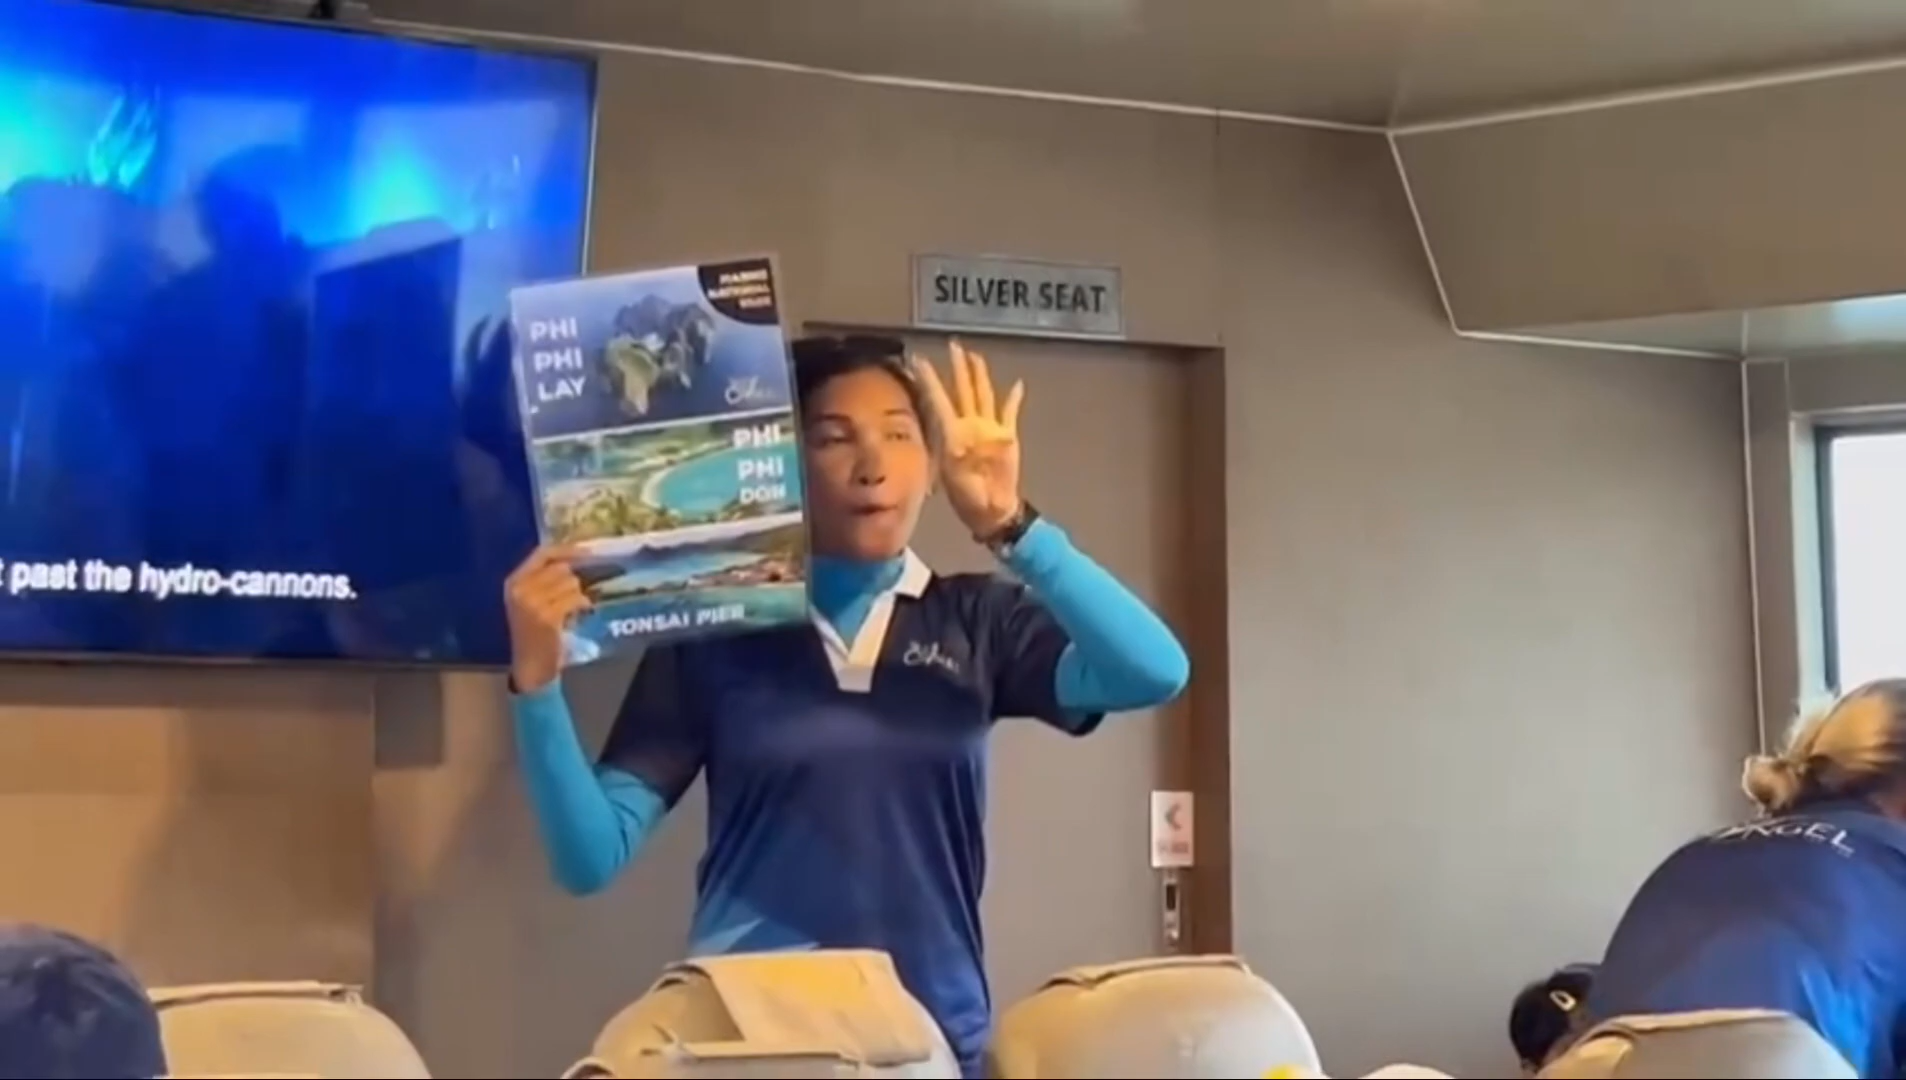 PHI
PHI
LAY
PHI
PHI
DON
TONSAI PIER
SILVER SEAT
past the hydro-cannons.